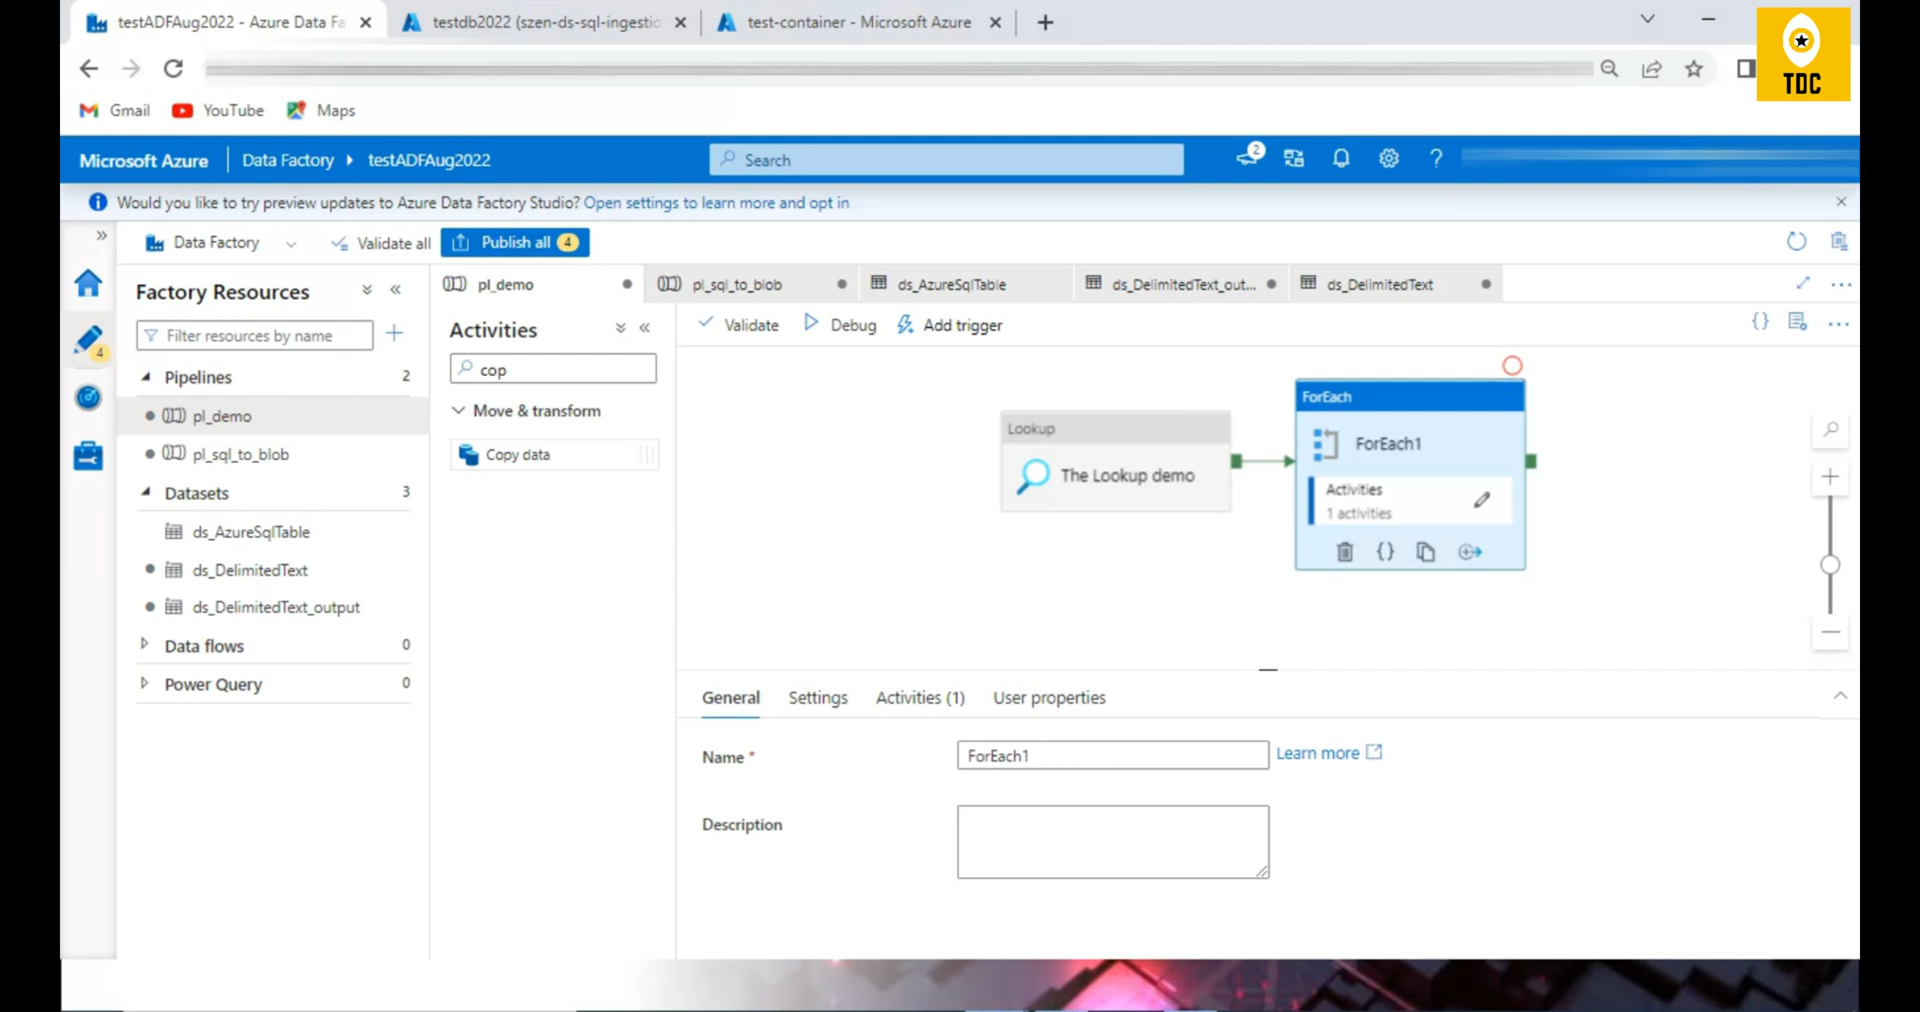 testADFAug2022 - Azure Data Fa
testdb2022 (szen-ds-sql-ingestio
test-container - Microsoft Azure
TDC
Gmail
YouTube
Maps
Microsoft Azure
Data Factory
testADFAug2022
Search
2
?
Would you like to try preview updates to Azure Data Factory Studio? Open settings to learn more and opt in
Data Factory
Validate all
Publish all 4
Factory Resources
pl_demo
pl_sql_to_blob
ds_AzureSqlTable
ds_DelimitedText_out...
ds_DelimitedText
Filter resources by name
Activities
Validate
Debug
Add trigger
{}
4
cop
Pipelines 2
Move & transform
pl_demo
Copy data
pl_sql_to_blob
Datasets 3
ds_AzureSqlTable
ds_DelimitedText
ds_DelimitedText_output
Data flows 0
Power Query 0
Lookup
The Lookup demo
ForEach
ForEach1
Activities
1 activities
{}
General
Settings
Activities (1)
User properties
Name *
ForEach1
Learn more
Description